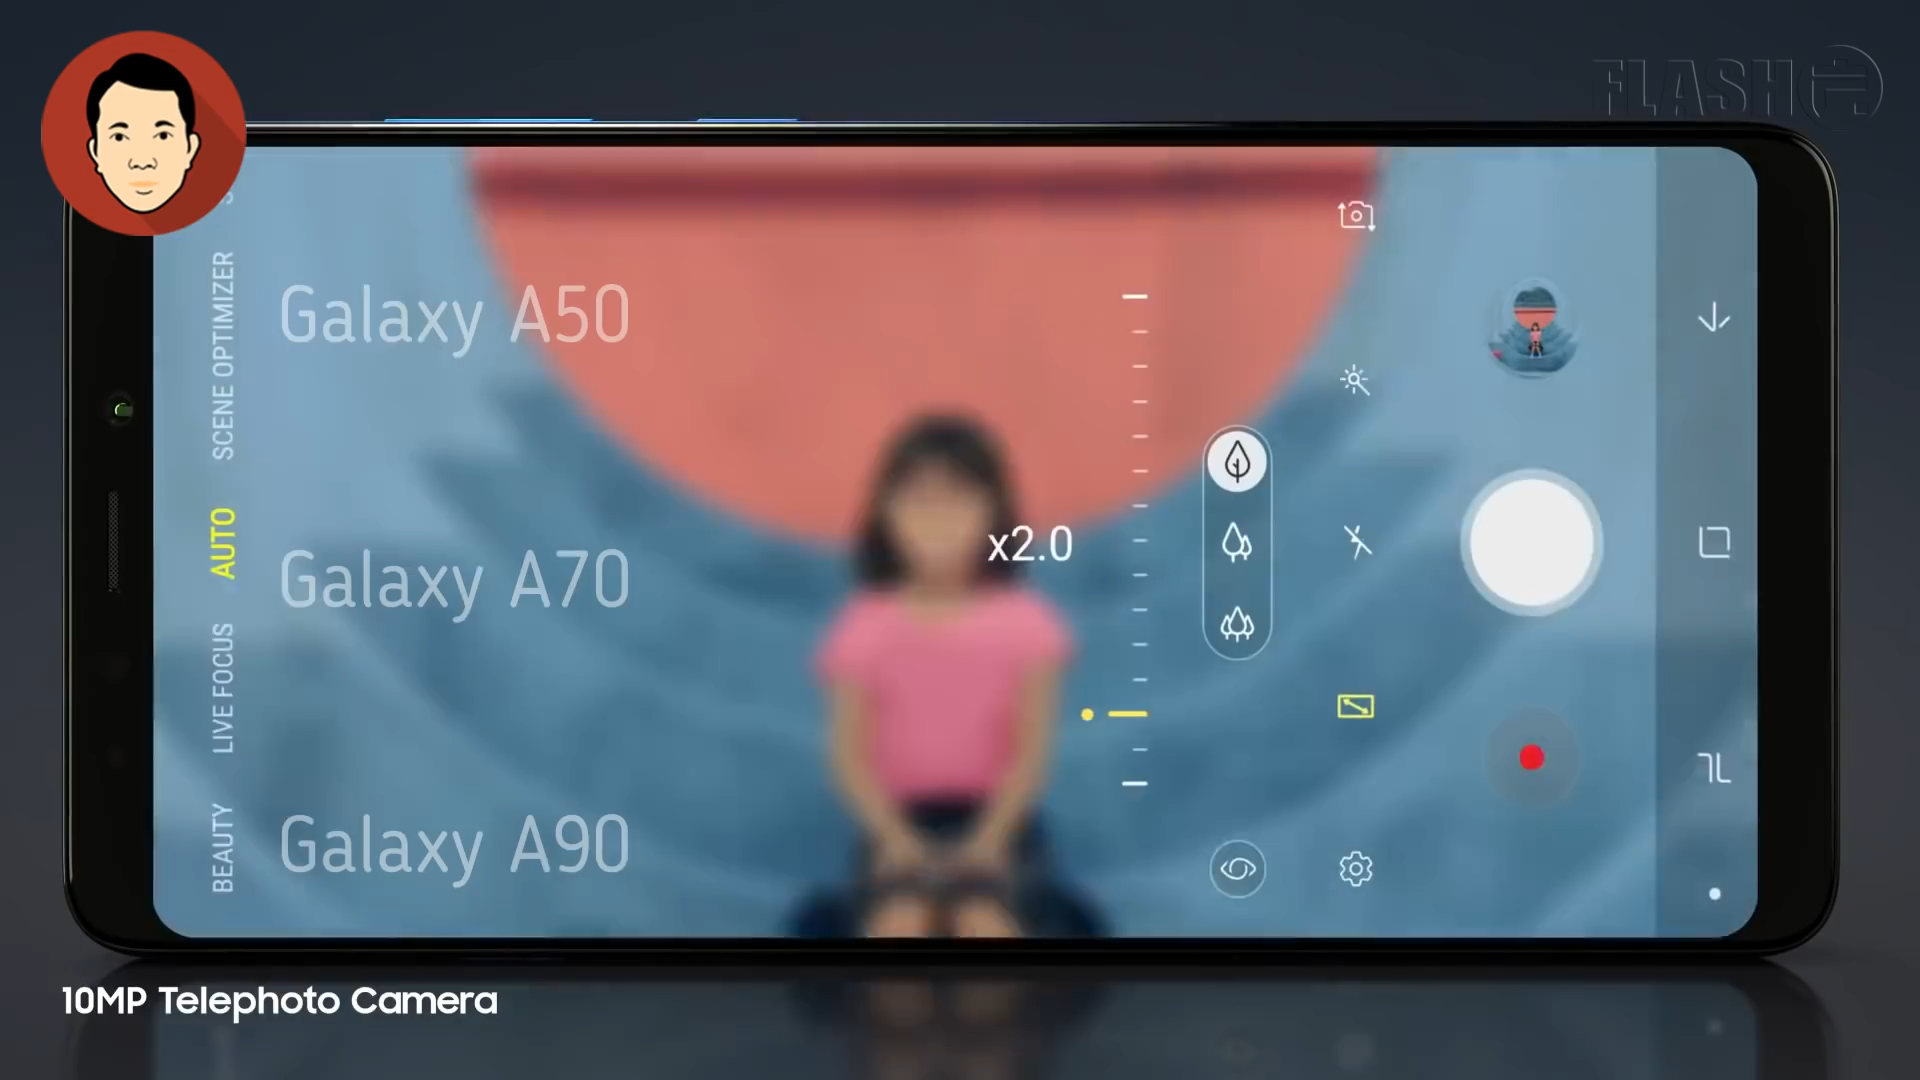 FLASH
SCENE OPTIMIZER
AUTO
LIVE FOCUS
BEAUTY
Galaxy A50
Galaxy A70
Galaxy A90
x2.0
10MP Telephoto Camera